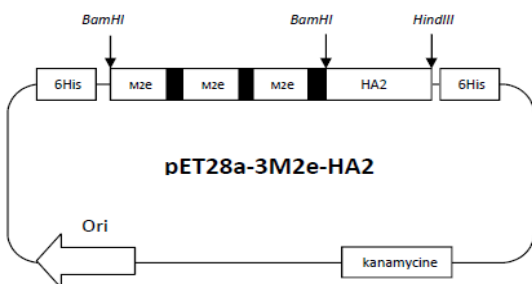 BamHI BamHI HindIII
6His M2e M2e M2e HA2 6His
pET28a-3M2e-HA2
Ori
kanamycine